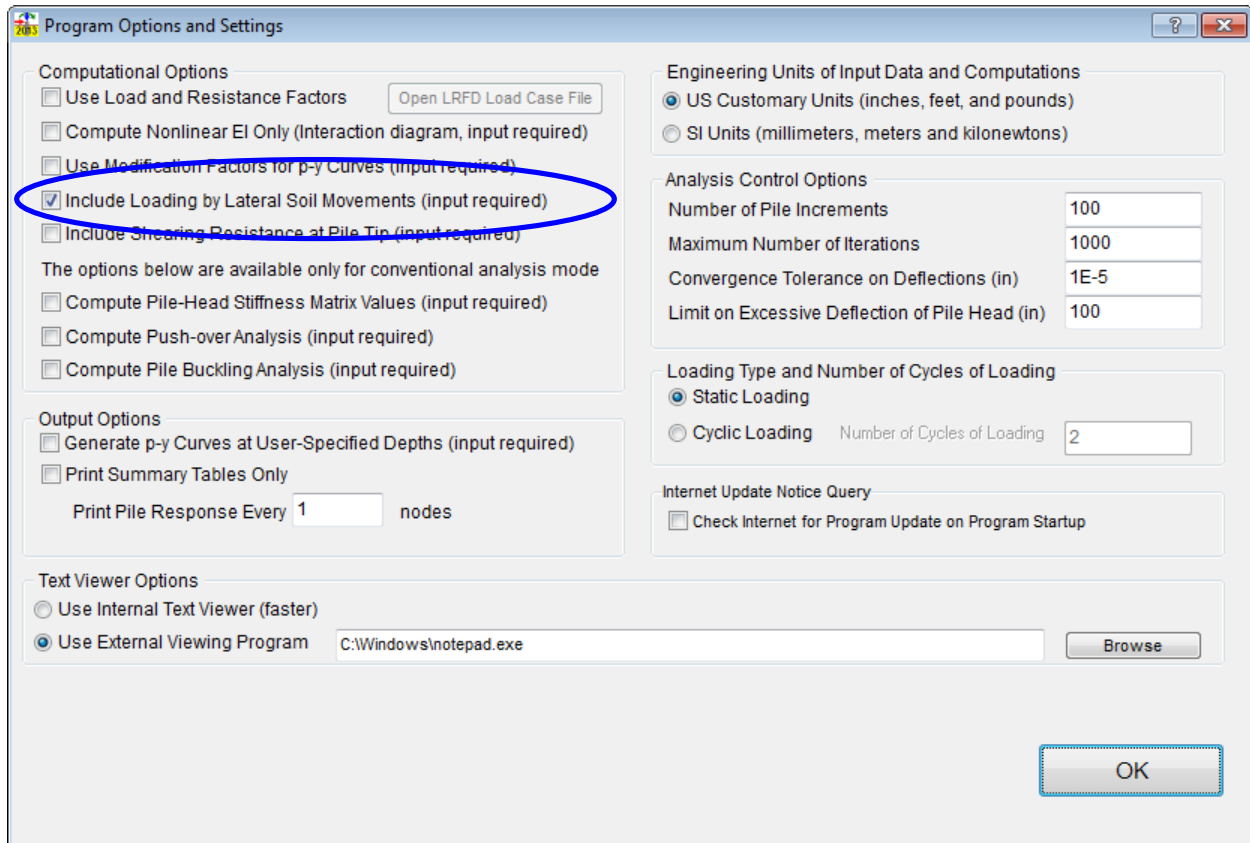 2013 Program Options and Settings
Computational Options
Use Load and Resistance Factors Open LRFD Load Case File
Compute Nonlinear EI Only (Interaction diagram, input required)
Use Modification Factors for p-y Curves (input required)
Include Loading by Lateral Soil Movements (input required)
Include Shearing Resistance at Pile Tip (input required)
The options below are available only for conventional analysis mode
Compute Pile-Head Stiffness Matrix Values (input required)
Compute Push-over Analysis (input required)
Compute Pile Buckling Analysis (input required)
Output Options
Generate p-y Curves at User-Specified Depths (input required)
Print Summary Tables Only
Print Pile Response Every 1 nodes
Engineering Units of Input Data and Computations
US Customary Units (inches, feet, and pounds)
SI Units (millimeters, meters and kilonewtons)
Analysis Control Options
Number of Pile Increments 100
Maximum Number of Iterations 1000
Convergence Tolerance on Deflections (in) 1E-5
Limit on Excessive Deflection of Pile Head (in) 100
Loading Type and Number of Cycles of Loading
Static Loading
Cyclic Loading Number of Cycles of Loading 2
Internet Update Notice Query
Check Internet for Program Update on Program Startup
Text Viewer Options
Use Internal Text Viewer (faster)
Use External Viewing Program C:\Windows\notepad.exe Browse
OK